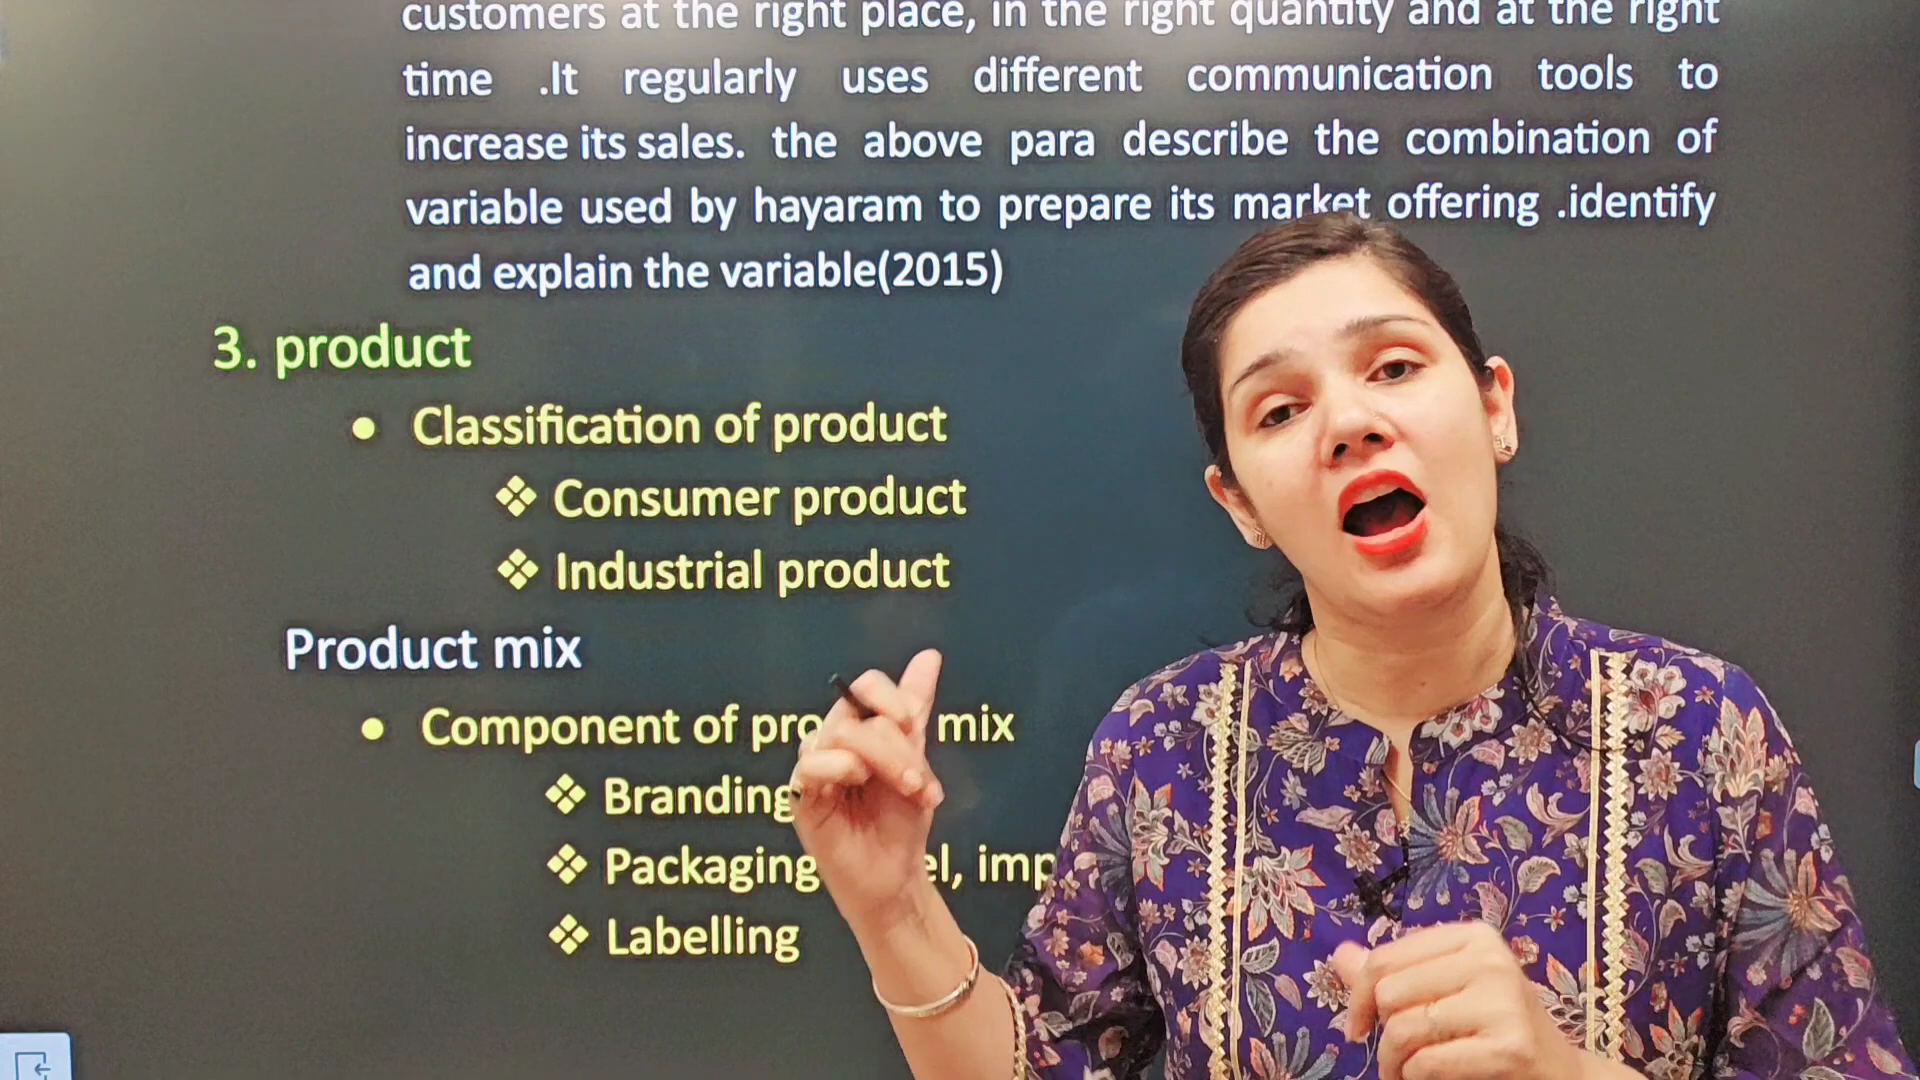 customers at the right place, in the right quantity and at the right
time .It regularly uses different communication tools to
increase its sales. the above para describe the combination of
variable used by hayaram to prepare its market offering .identify
and explain the variable(2015)
3. product
• Classification of product
❖ Consumer product
❖ Industrial product
Product mix
• Component of mix
❖ Branding
❖ Packaging
❖ Labelling